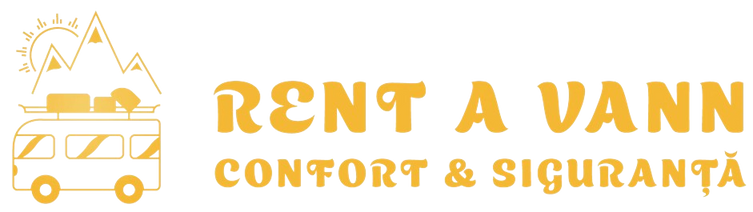 RENT A VANN
CONFORT & SIGURANȚĂ